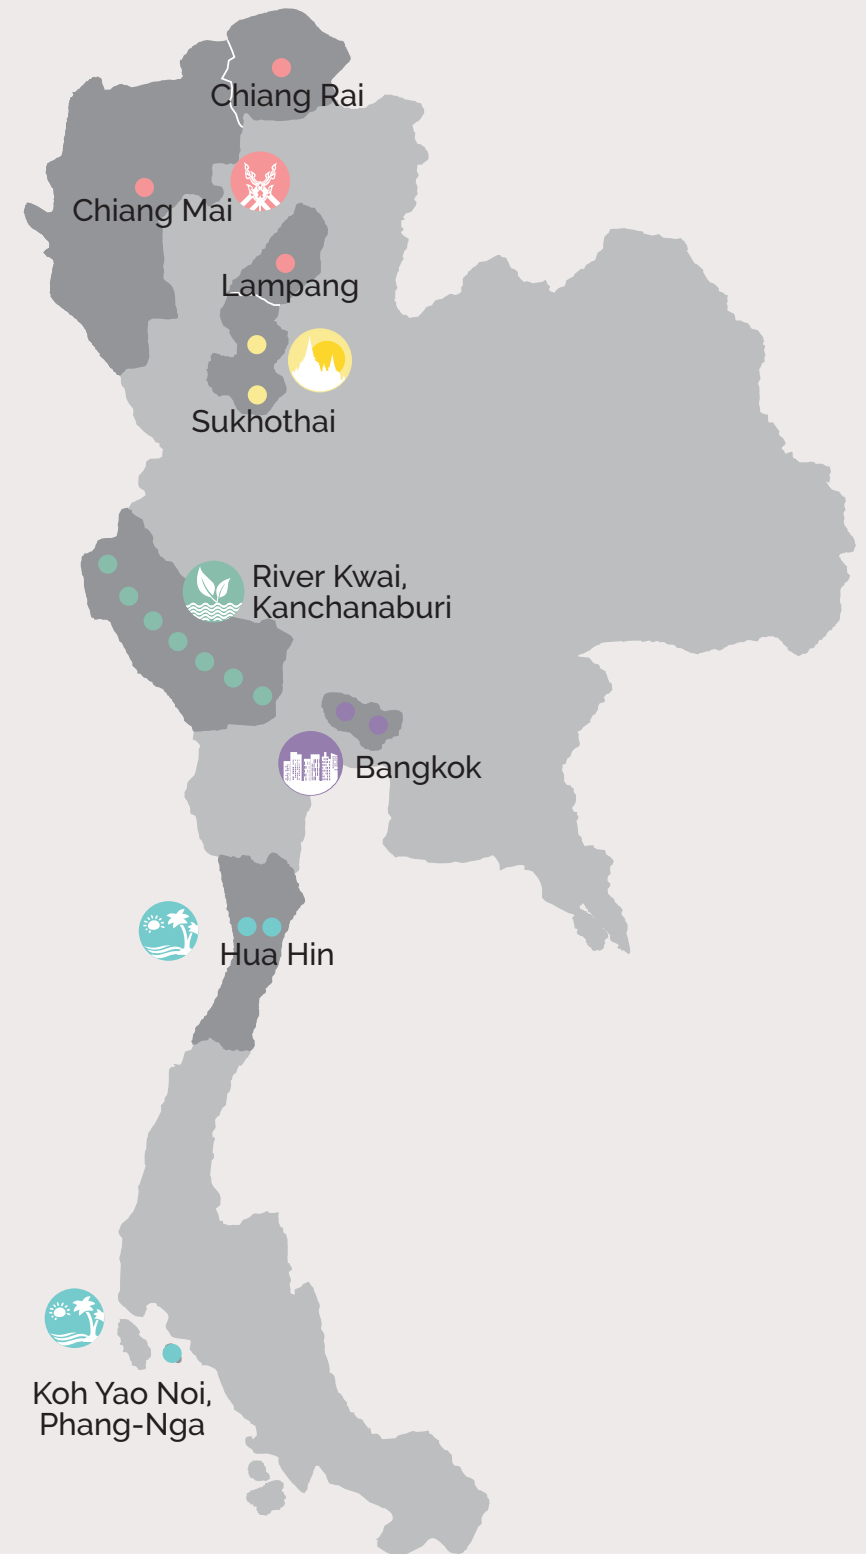 Chiang Rai
Chiang Mai
Lampang
Sukhothai
River Kwai,
Kanchanaburi
Bangkok
Hua Hin
Koh Yao Noi,
Phang-Nga